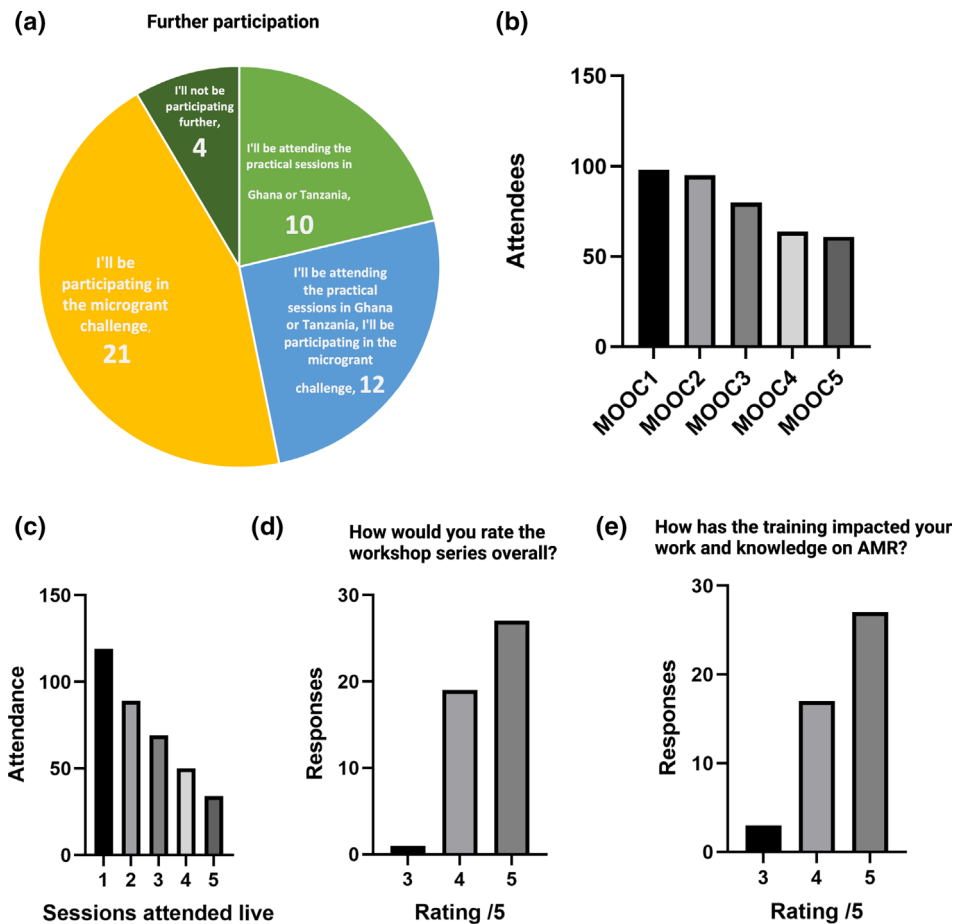 (a)
Further participation
I'll not be
participating
further,
4
I'll be attending the
practical sessions in
Ghana or Tanzania,
10
I'll be
participating in
the microgrant
challenge,
21
I'll be attending
the practical
sessions in Ghana
or Tanzania, I'll be
participating in the
microgrant
challenge, 12
(b)
Attendees
150
100
50
0
MOOC1
MOOC2
MOOC3
MOOC4
MOOC5
(c)
Attendance
150
100
50
0
1 2 3 4 5
Sessions attended live
(d)
How would you rate the
workshop series overall?
Responses
30
20
10
0
3 4 5
Rating /5
(e)
How has the training impacted your
work and knowledge on AMR?
Responses
30
20
10
0
3 4 5
Rating /5